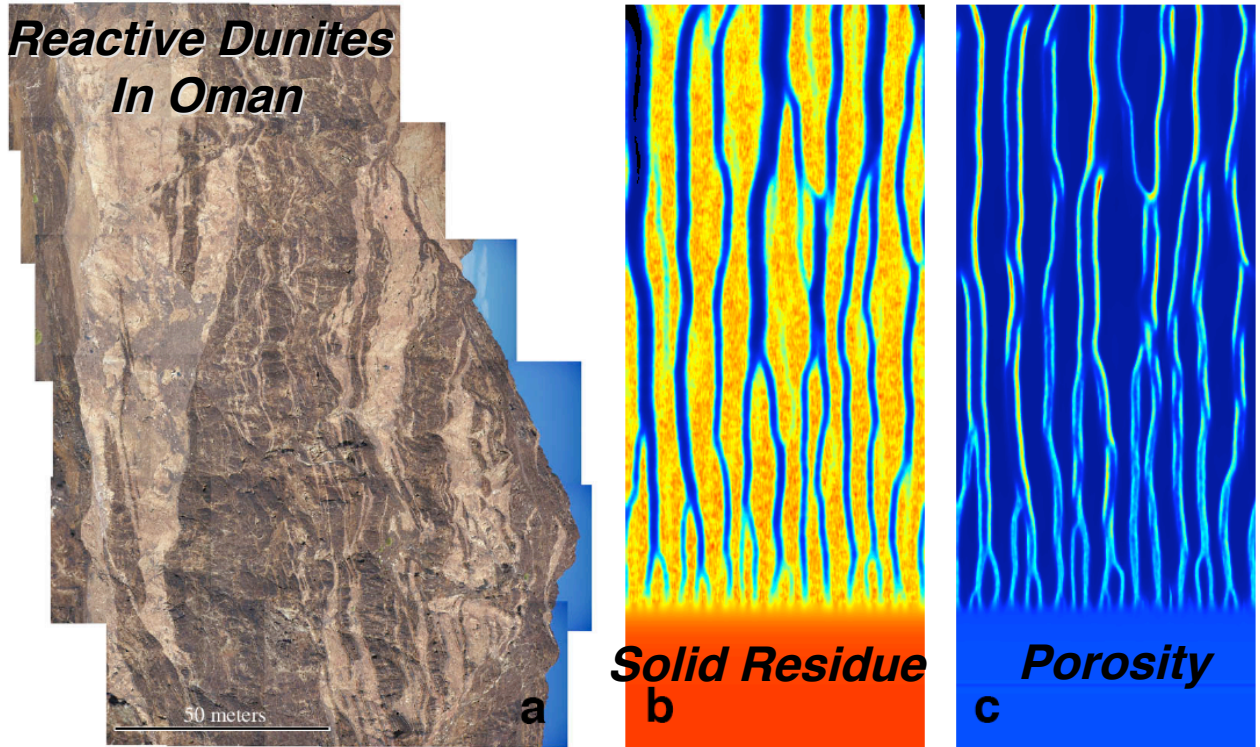 Reactive Dunites
In Oman
50 meters
a
Solid Residue
b
Porosity
c